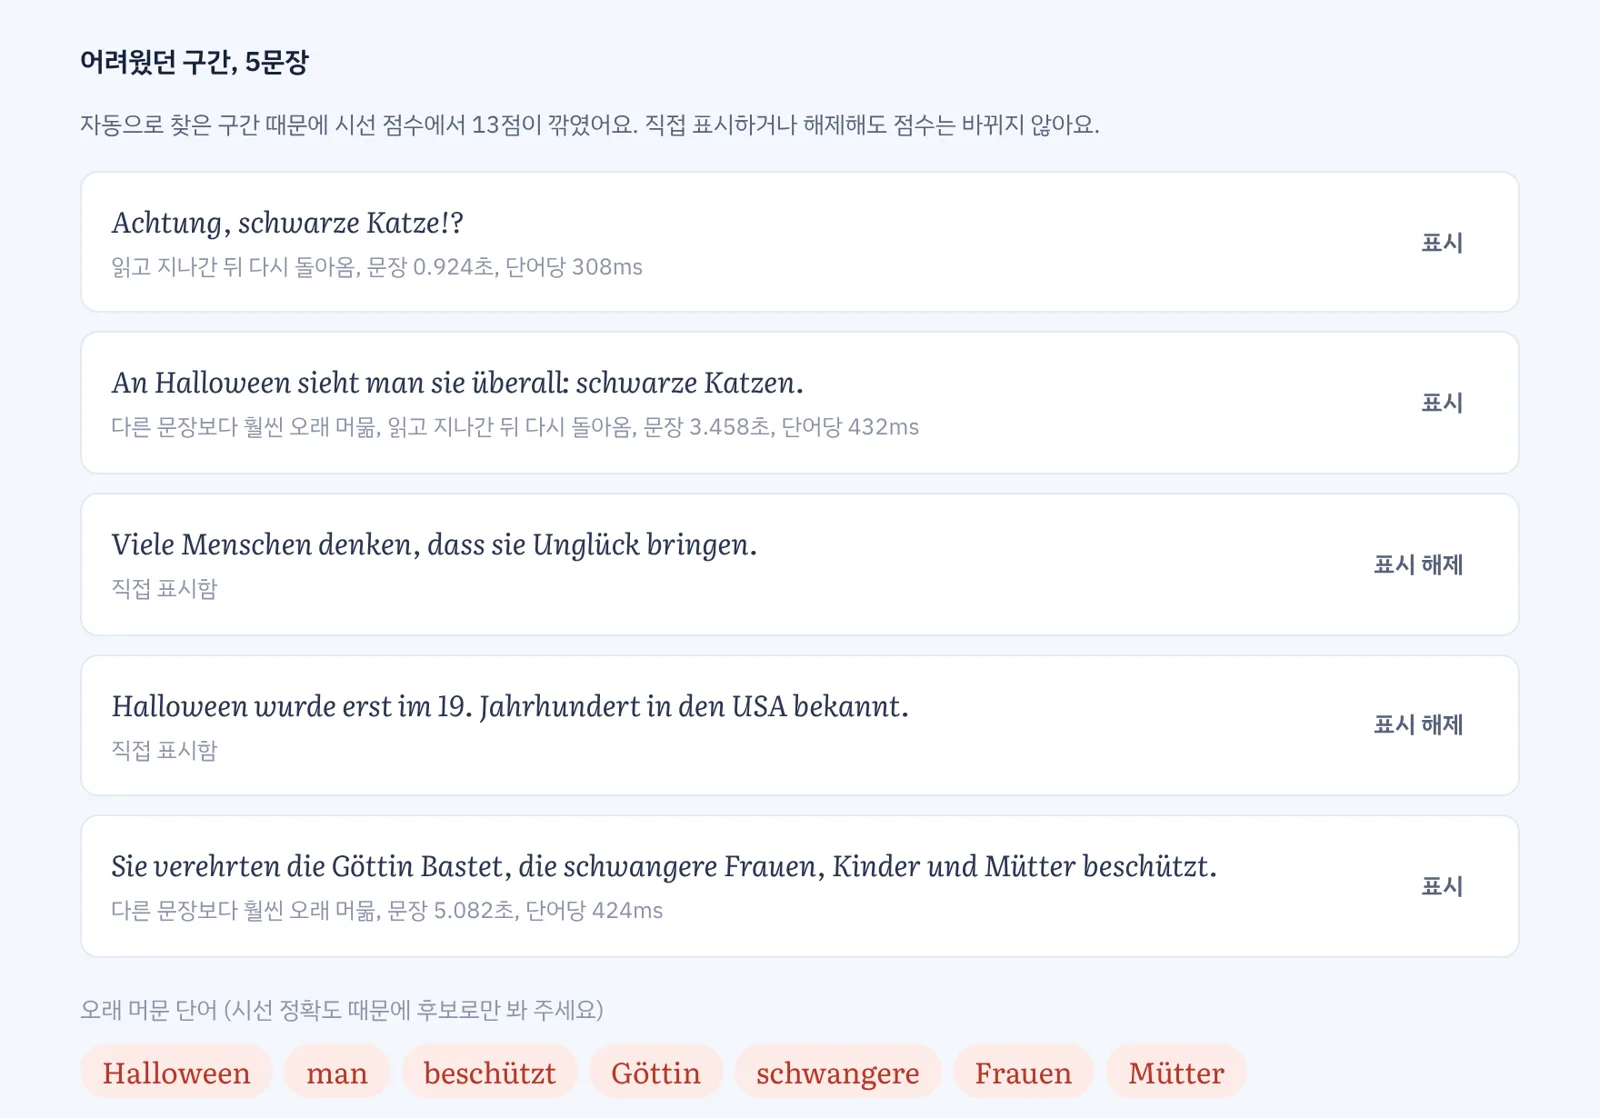 어려웠던 구간, 5문장
자동으로 찾은 구간 때문에 시선 점수에서 13점이 깎였어요. 직접 표시하거나 해제해도 점수는 바뀌지 않아요.
Achtung, schwarze Katze!?
읽고 지나간 뒤 다시 돌아옴, 문장 0.924초, 단어당 308ms
표시
An Halloween sieht man sie überall: schwarze Katzen.
다른 문장보다 훨씬 오래 머묾, 읽고 지나간 뒤 다시 돌아옴, 문장 3.458초, 단어당 432ms
표시
Viele Menschen denken, dass sie Unglück bringen.
직접 표시함
표시 해제
Halloween wurde erst im 19. Jahrhundert in den USA bekannt.
직접 표시함
표시 해제
Sie verehrten die Göttin Bastet, die schwangere Frauen, Kinder und Mütter beschützt.
다른 문장보다 훨씬 오래 머묾, 문장 5.082초, 단어당 424ms
표시
오래 머문 단어 (시선 정확도 때문에 후보로만 봐 주세요)
Halloween man beschützt Göttin schwangere Frauen Mütter